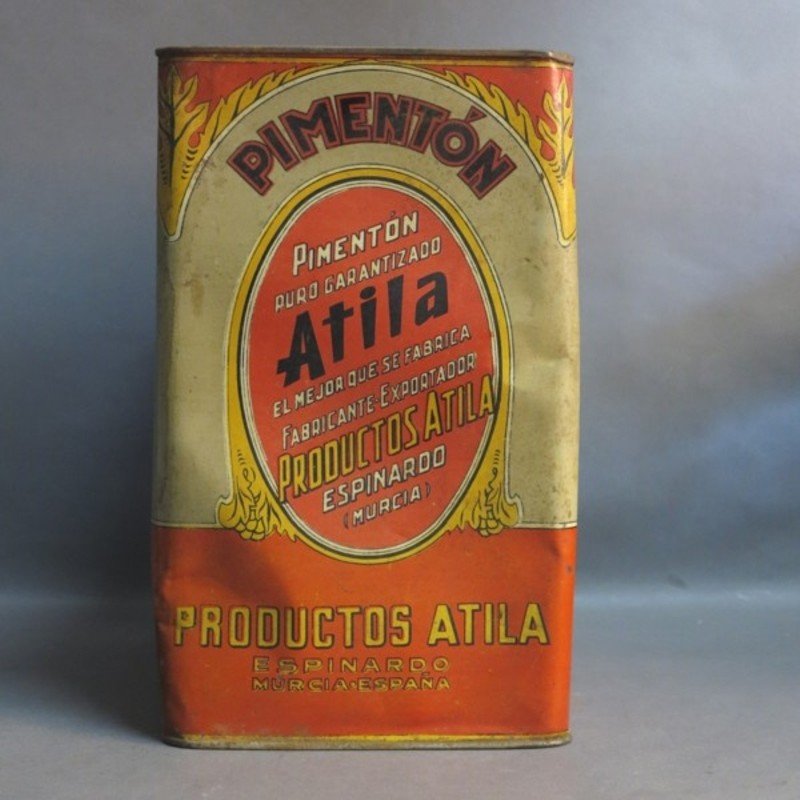 PIMENTÓN
PIMENTÓN
PURO GARANTIZADO
Atila
EL MEJOR QUE SE FABRICA
FABRICANTE-EXPORTADOR
PRODUCTOS ATILA
ESPINARDO
(MURCIA)
PRODUCTOS ATILA
ESPINARDO
MURCIA-ESPAÑA